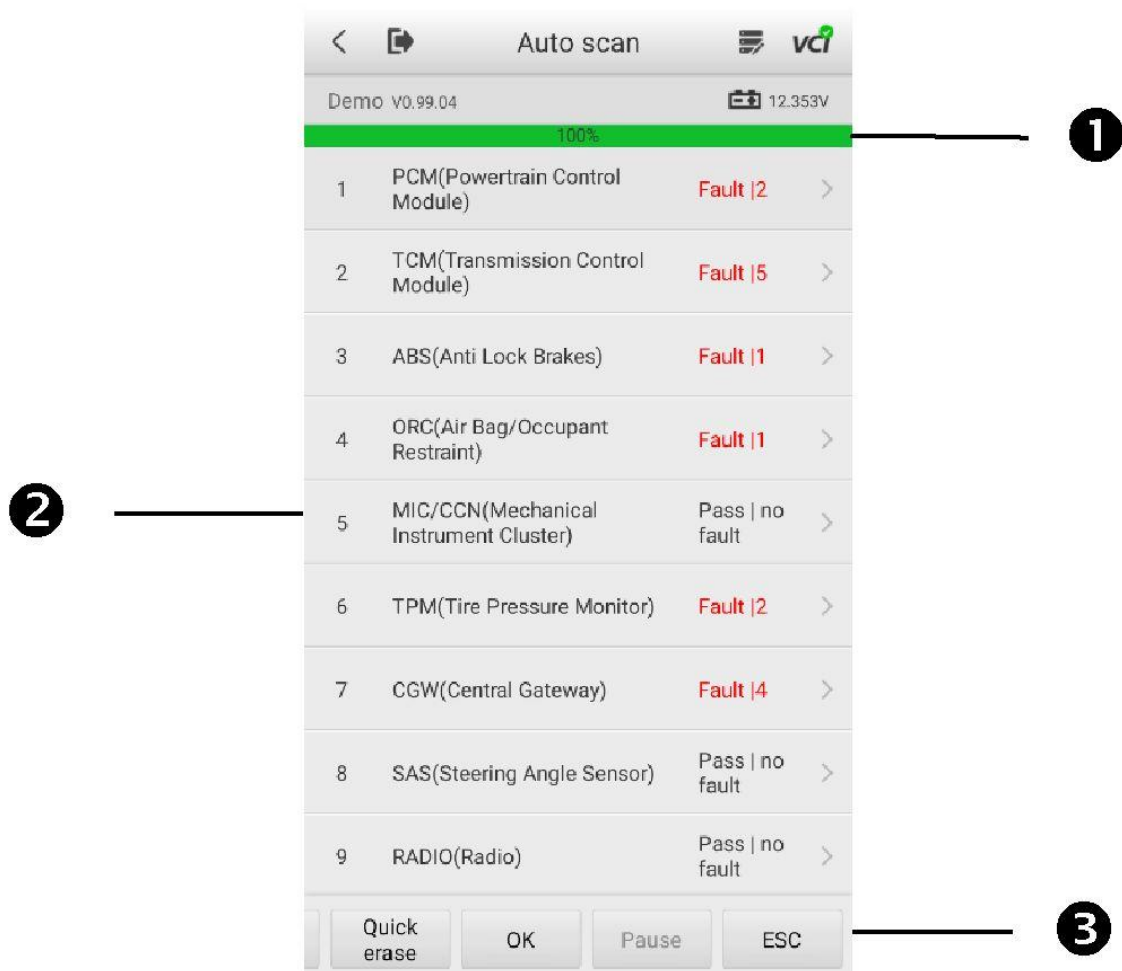 Auto scan
VCI
Demo V0.99.04
12.353V
100%
1
1
PCM(Powertrain Control
Module)
Fault |2
2
TCM(Transmission Control
Module)
Fault |5
3
ABS(Anti Lock Brakes)
Fault |1
4
ORC(Air Bag/Occupant
Restraint)
Fault |1
2
5
MIC/CCN(Mechanical
Instrument Cluster)
Pass | no
fault
6
TPM(Tire Pressure Monitor)
Fault |2
7
CGW(Central Gateway)
Fault |4
8
SAS(Steering Angle Sensor)
Pass | no
fault
9
RADIO(Radio)
Pass | no
fault
Quick
erase
OK
Pause
ESC
3